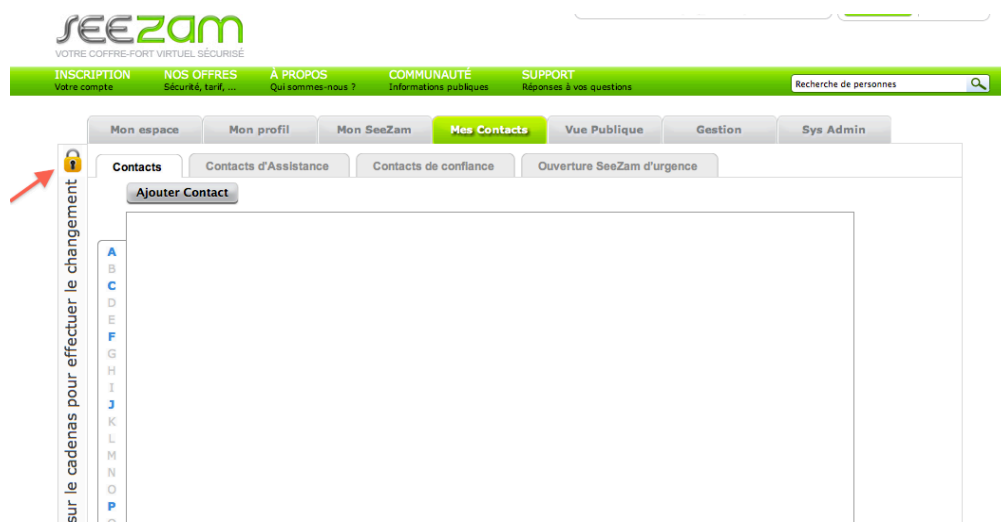 SEEZAM
VOTRE COFFRE-FORT VIRTUEL SÉCURISÉ
INSCRIPTION
Votre compte
NOS OFFRES
Sécurité, tarif, ...
À PROPOS
Qui sommes-nous ?
COMMUNAUTÉ
Informations publiques
SUPPORT
Réponses à vos questions
Recherche de personnes
Mon espace
Mon profil
Mon SeeZam
Mes Contacts
Vue Publique
Gestion
Sys Admin
Contacts
Contacts d'Assistance
Contacts de confiance
Ouverture SeeZam d'urgence
Ajouter Contact
sur le cadenas pour effectuer le changement
A
B
C
D
E
F
G
H
I
J
K
L
M
N
O
P